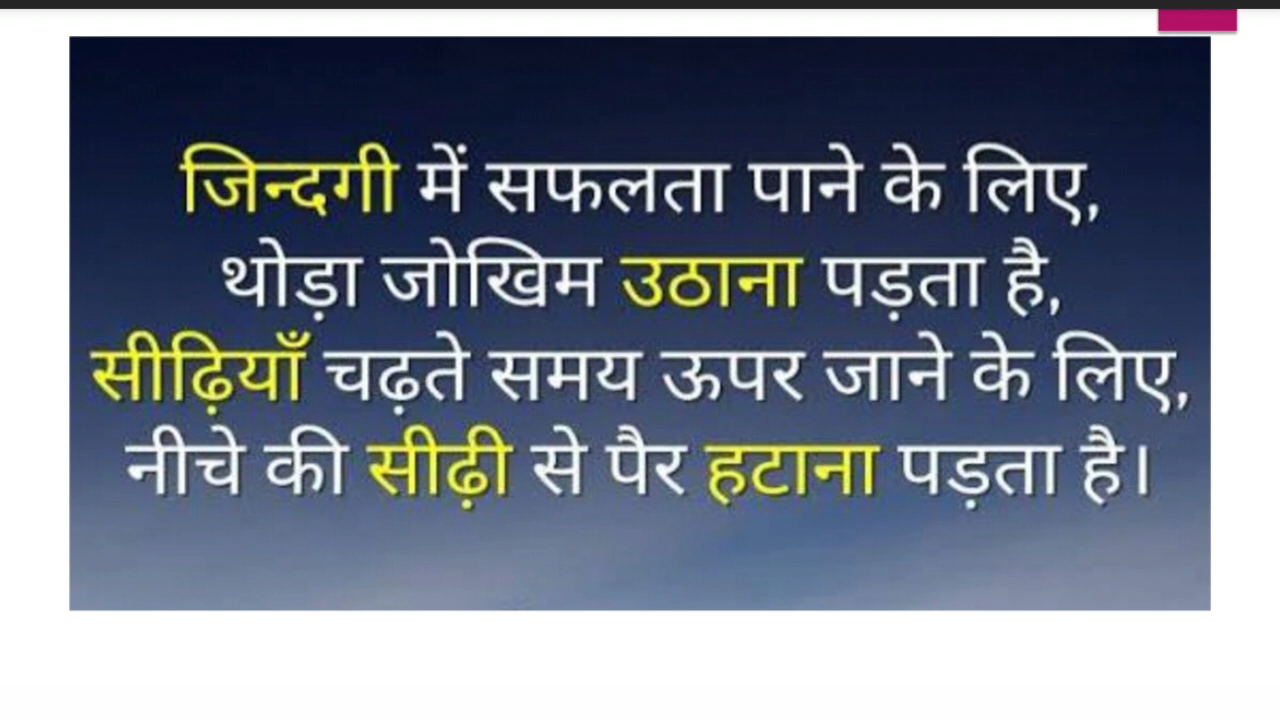 जिन्दगी में सफलता पाने के लिए,
थोड़ा जोखिम उठाना पड़ता है,
सीढ़ियाँ चढ़ते समय ऊपर जाने के लिए,
नीचे की सीढ़ी से पैर हटाना पड़ता है।